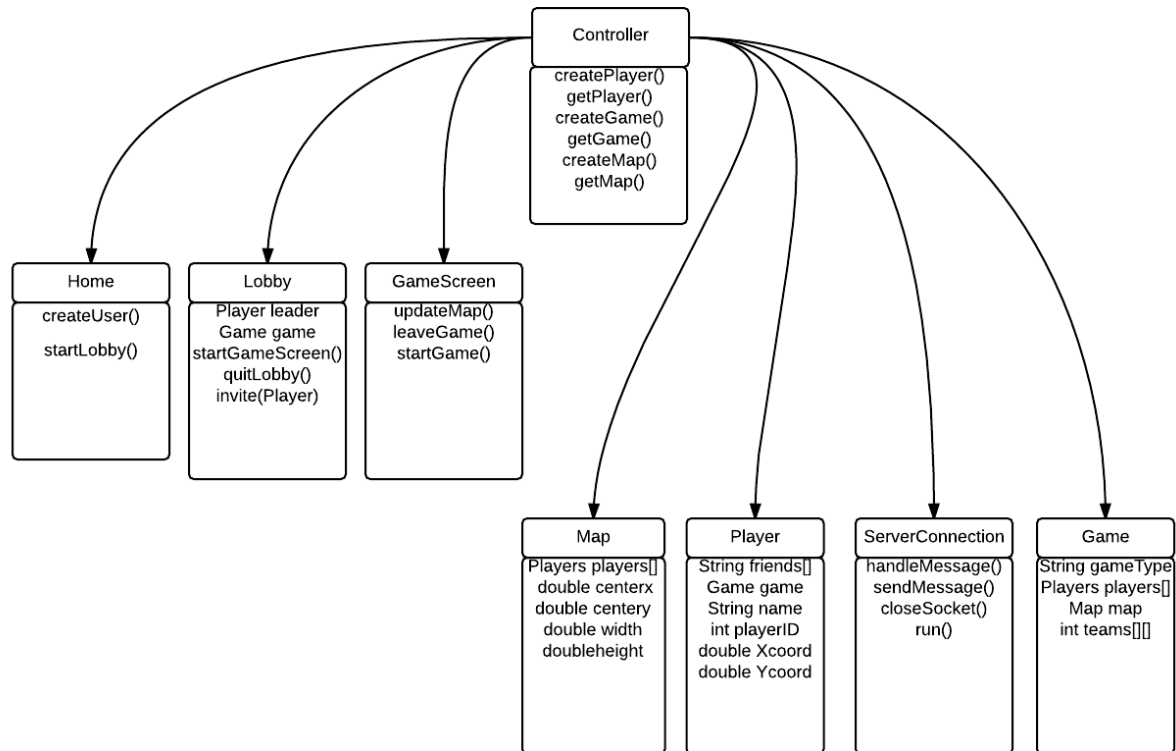 Controller
createPlayer()
getPlayer()
createGame()
getGame()
createMap()
getMap()
Home
createUser()
startLobby()
Lobby
Player leader
Game game
startGameScreen()
quitLobby()
invite(Player)
GameScreen
updateMap()
leaveGame()
startGame()
Map
Players players[]
double centerx
double centery
double width
doubleheight
Player
String friends[]
Game game
String name
int playerID
double Xcoord
double Ycoord
ServerConnection
handleMessage()
sendMessage()
closeSocket()
run()
Game
String gameType
Players players[]
Map map
int teams[][]